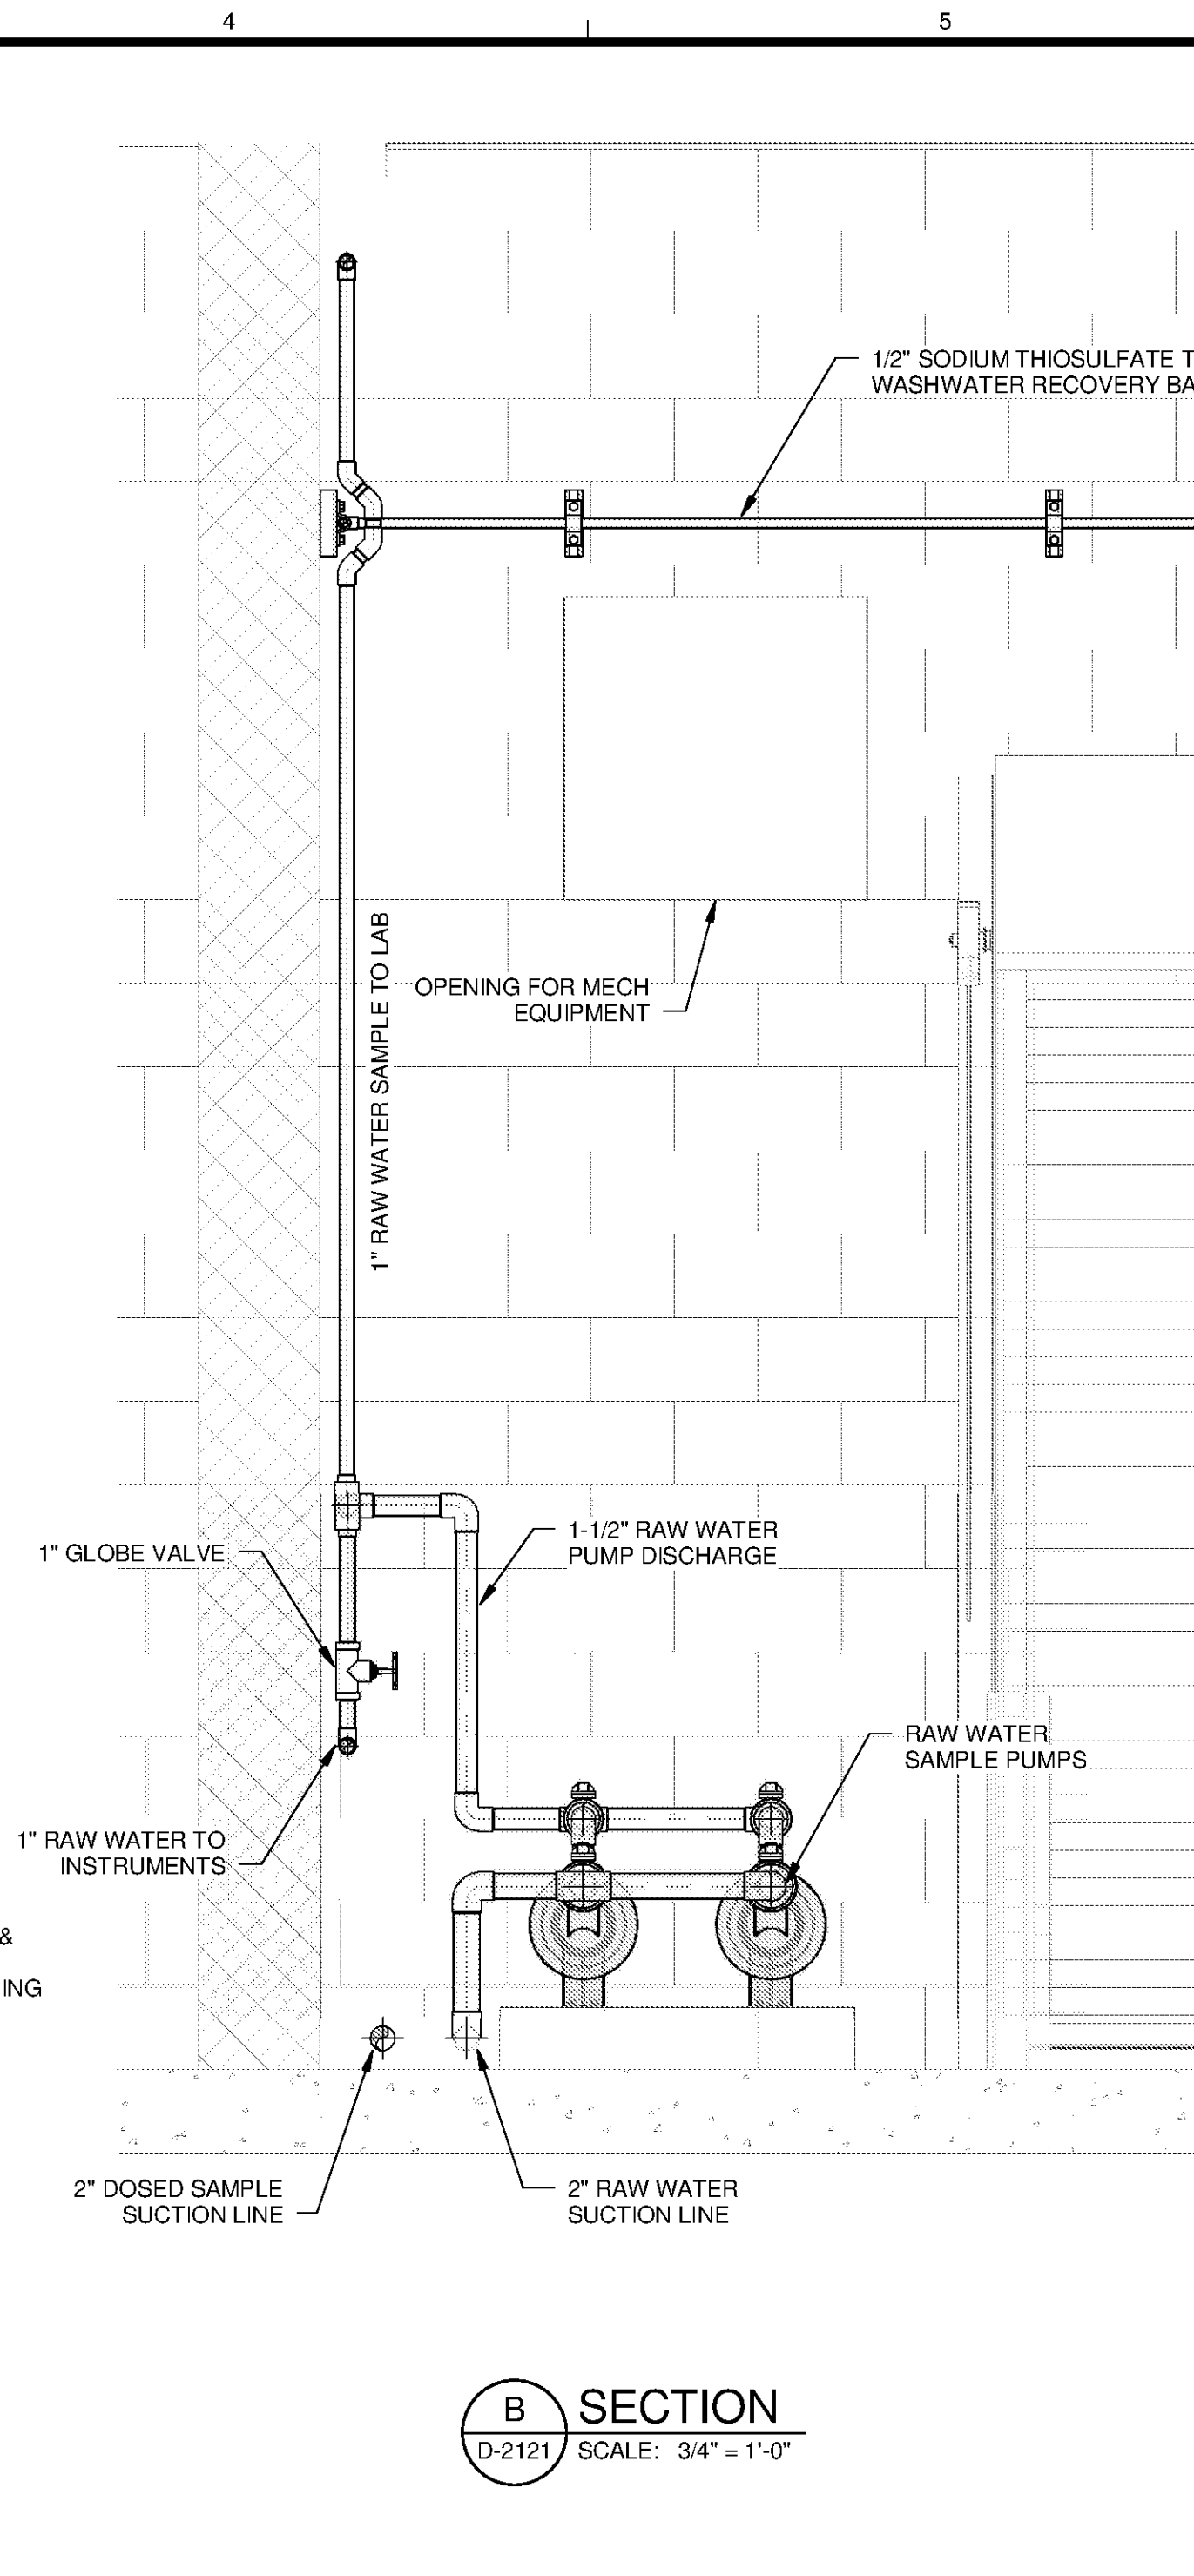 4
5
1/2" SODIUM THIOSULFATE T
WASHWATER RECOVERY BA
1" RAW WATER SAMPLE TO LAB
OPENING FOR MECH
EQUIPMENT
1-1/2" RAW WATER
PUMP DISCHARGE
1" GLOBE VALVE
RAW WATER
SAMPLE PUMPS
1" RAW WATER TO
INSTRUMENTS
&
ING
2" DOSED SAMPLE
SUCTION LINE
2" RAW WATER
SUCTION LINE
B
D-2121
SECTION
SCALE: 3/4" = 1'-0"